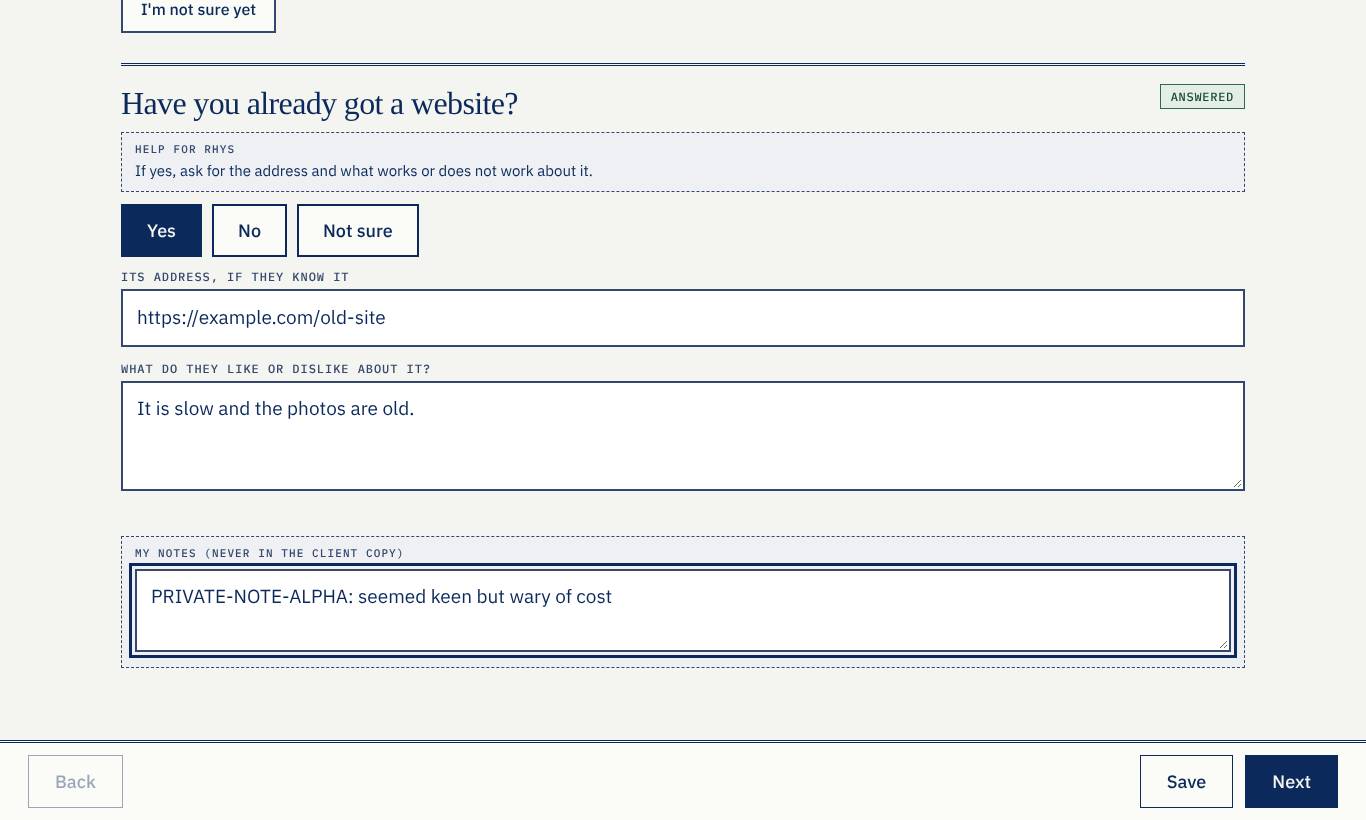 I'm not sure yet
Have you already got a website?
ANSWERED
HELP FOR RHYS
If yes, ask for the address and what works or does not work about it.
Yes
No
Not sure
ITS ADDRESS, IF THEY KNOW IT
https://example.com/old-site
WHAT DO THEY LIKE OR DISLIKE ABOUT IT?
It is slow and the photos are old.
MY NOTES (NEVER IN THE CLIENT COPY)
PRIVATE-NOTE-ALPHA: seemed keen but wary of cost
Back
Save
Next